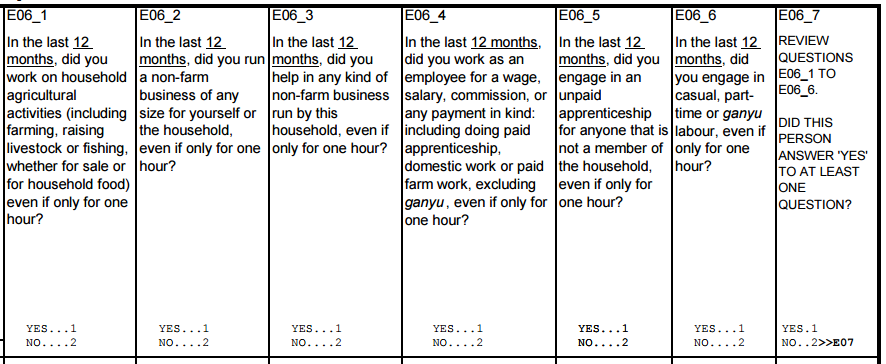 E06_1
In the last 12
months, did you
work on household
agricultural
activities (including
farming, raising
livestock or fishing,
whether for sale or
for household food)
even if only for one
hour?
YES...1
NO....2
E06_2
In the last 12
months, did you run
a non-farm
business of any
size for yourself or
the household,
even if only for one
hour?
YES...1
NO....2
E06_3
In the last 12
months, did you
help in any kind of
non-farm business
run by this
household, even if
only for one hour?
YES...1
NO....2
E06_4
In the last 12 months,
did you work as an
employee for a wage,
salary, commission, or
any payment in kind:
including doing paid
apprenticeship,
domestic work or paid
farm work, excluding
ganyu, even if only for
one hour?
YES...1
NO....2
E06_5
In the last 12
months, did you
engage in an
unpaid
apprenticeship
for anyone that is
not a member of
the household,
even if only for
one hour?
YES...1
NO....2
E06_6
In the last 12
months, did
you engage in
casual, part-
time or ganyu
labour, even if
only for one
hour?
YES...1
NO....2
E06_7
REVIEW
QUESTIONS
E06_1 TO
E06_6.
DID THIS
PERSON
ANSWER 'YES'
TO AT LEAST
ONE
QUESTION?
YES.1
NO..2>>E07